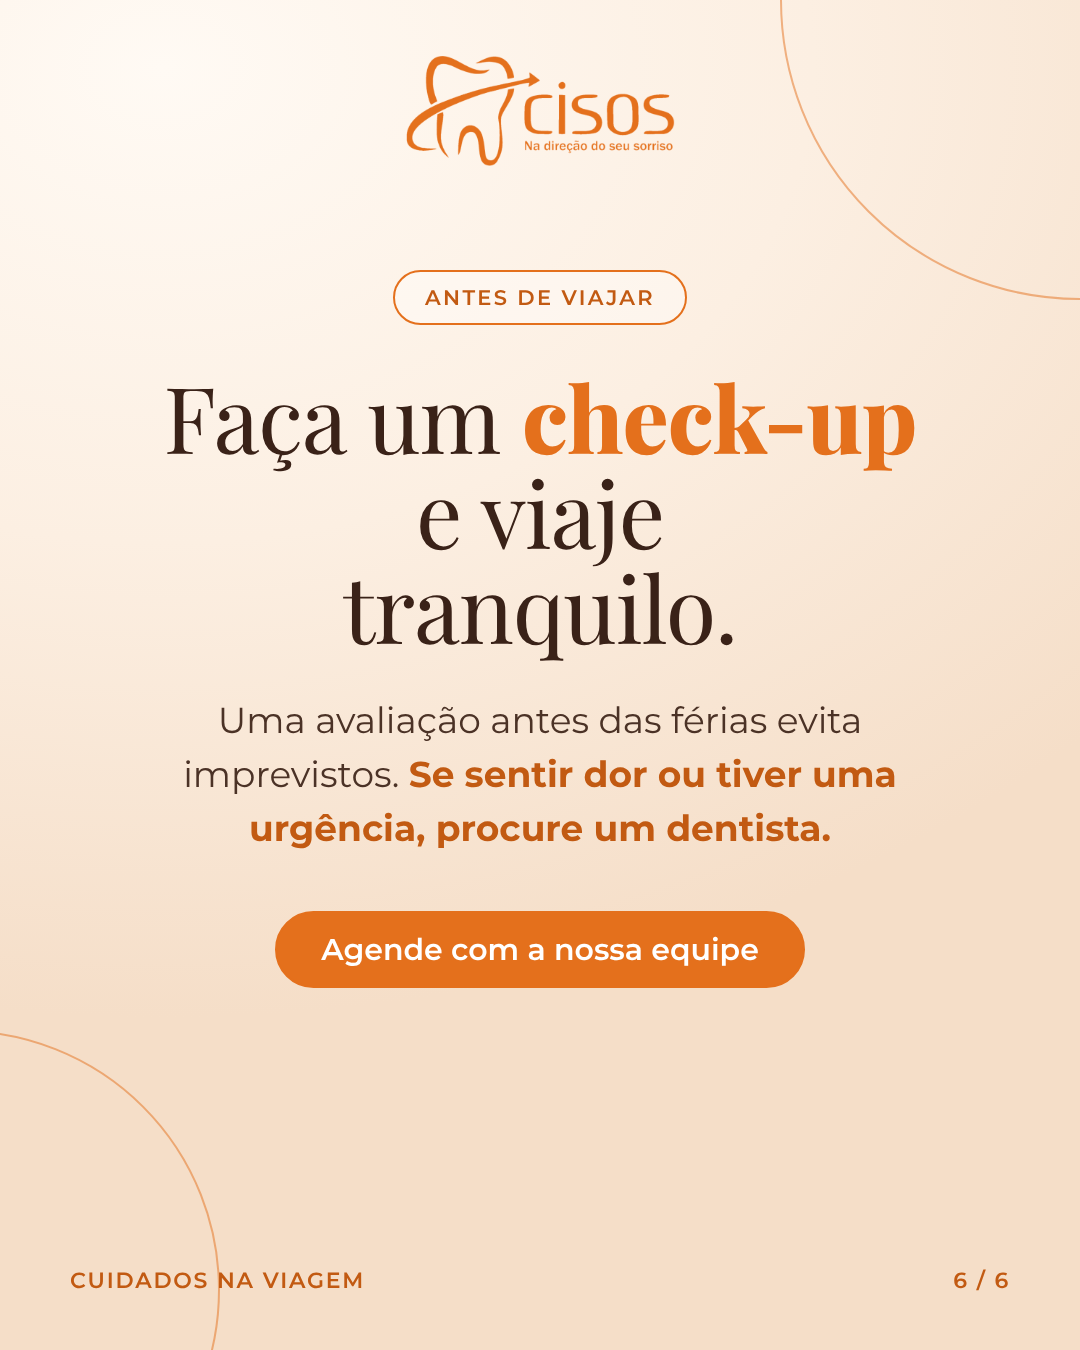 cisos
Na direção do seu sorriso
ANTES DE VIAJAR
Faça um check-up
e viaje
tranquilo.
Uma avaliação antes das férias evita
imprevistos. Se sentir dor ou tiver uma
urgência, procure um dentista.
Agende com a nossa equipe
CUIDADOS NA VIAGEM
6 / 6